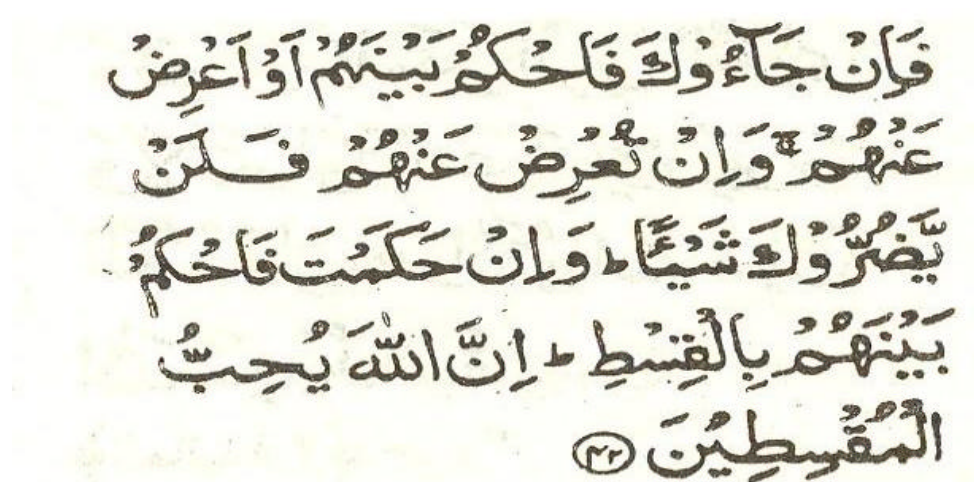 فَاِنْ جَآءُوْكَ فَاحْكُمْ بَيْنَهُمْ اَوْ اَعْرِضْ
عَنْهُمْ ۚ وَاِنْ تُعْرِضْ عَنْهُمْ فَلَنْ
يَّضُرُّوْكَ شَيْـًٔا ؕ وَاِنْ حَكَمْتَ فَاحْكُمْ
بَيْنَهُمْ بِالْقِسْطِ ؕ اِنَّ اللّٰهَ يُحِبُّ
الْمُقْسِطِيْنَ ﴿۴۲﴾